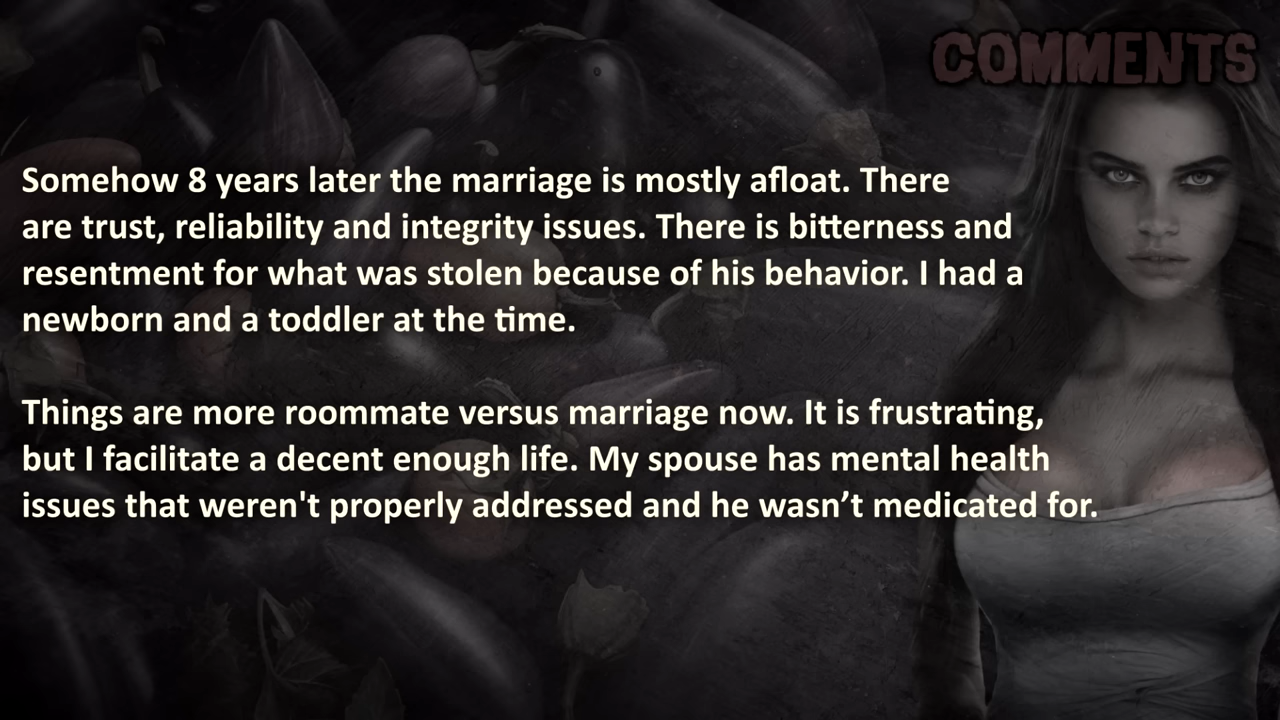 COMMENTS
Somehow 8 years later the marriage is mostly afloat. There
are trust, reliability and integrity issues. There is bitterness and
resentment for what was stolen because of his behavior. I had a
newborn and a toddler at the time.
Things are more roommate versus marriage now. It is frustrating,
but I facilitate a decent enough life. My spouse has mental health
issues that weren't properly addressed and he wasn’t medicated for.